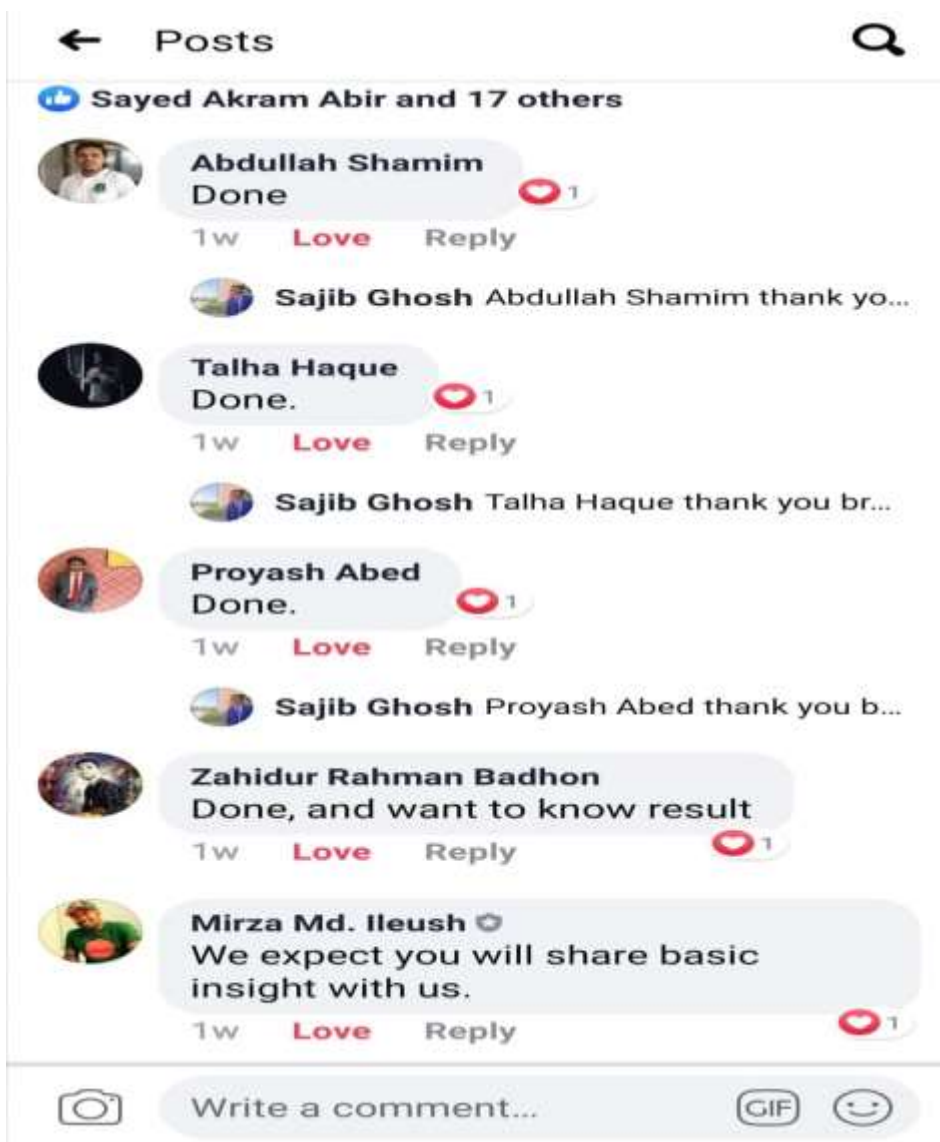 Posts
Sayed Akram Abir and 17 others
Abdullah Shamim
Done
1
1w Love Reply
Sajib Ghosh Abdullah Shamim thank yo...
Talha Haque
Done.
1
1w Love Reply
Sajib Ghosh Talha Haque thank you br...
Proyash Abed
Done.
1
1w Love Reply
Sajib Ghosh Proyash Abed thank you b...
Zahidur Rahman Badhon
Done, and want to know result
1w Love Reply 1
Mirza Md. Ileush
We expect you will share basic
insight with us.
1w Love Reply 1
Write a comment... GIF